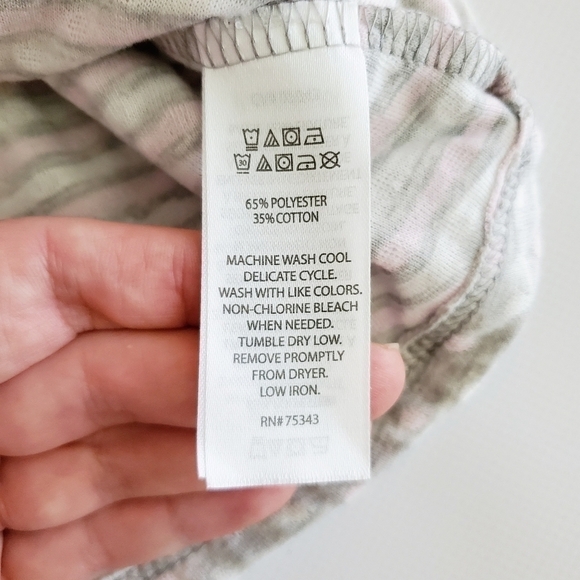 30
65% POLYESTER
35% COTTON
MACHINE WASH COOL
DELICATE CYCLE.
WASH WITH LIKE COLORS.
NON-CHLORINE BLEACH
WHEN NEEDED.
TUMBLE DRY LOW.
REMOVE PROMPTLY
FROM DRYER.
LOW IRON.
RN# 75343